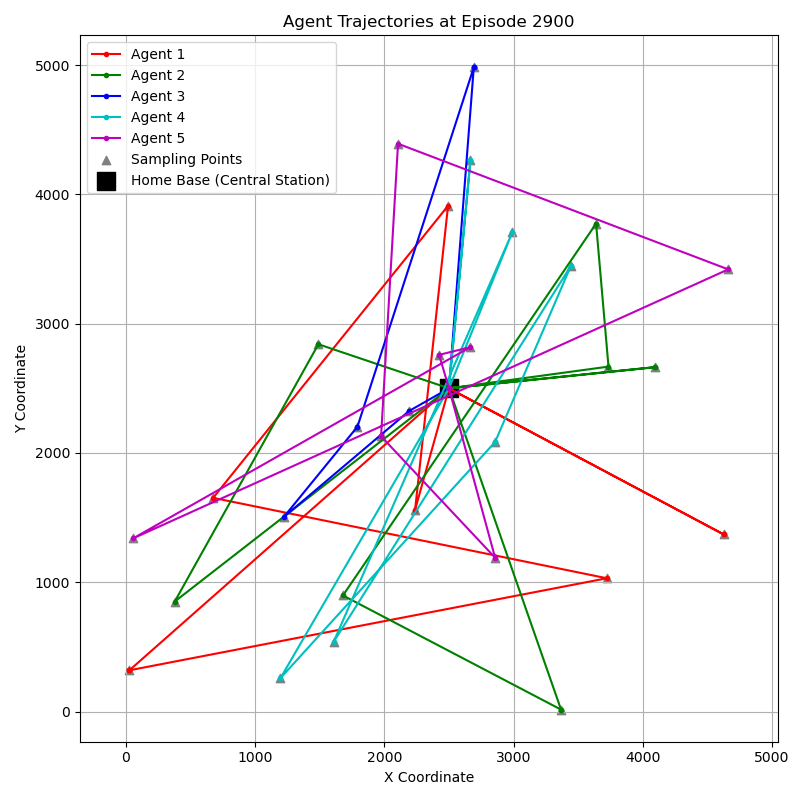 Agent Trajectories at Episode 2900
Agent 1
Agent 2
Agent 3
Agent 4
Agent 5
Sampling Points
Home Base (Central Station)
5000
4000
3000
2000
1000
0
Y Coordinate
0 1000 2000 3000 4000 5000
X Coordinate